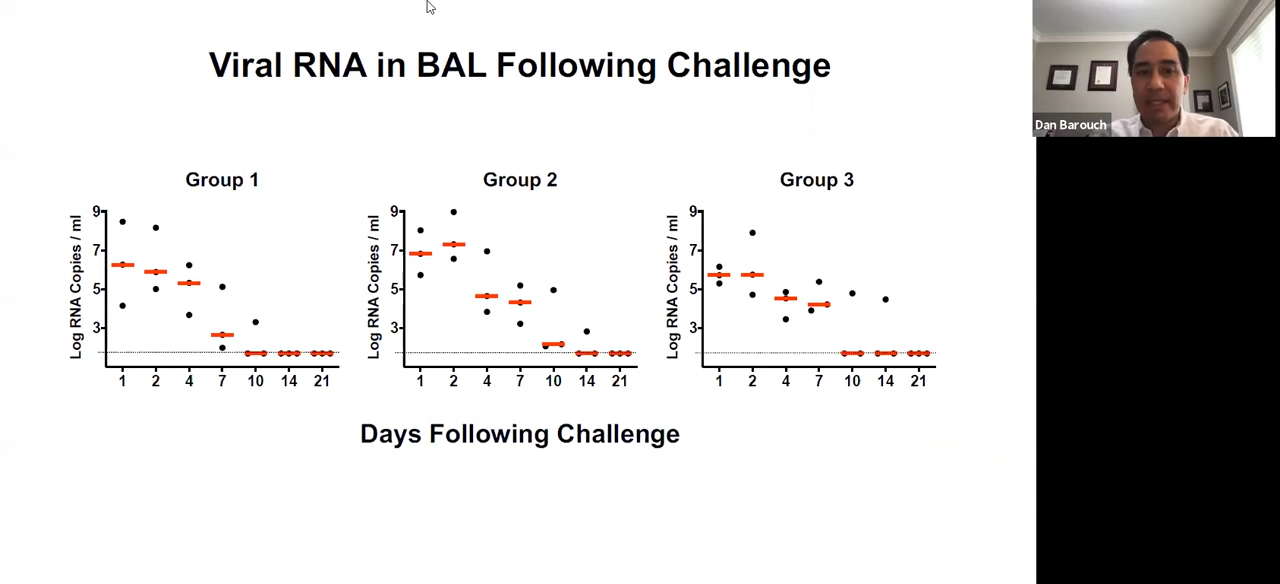 Viral RNA in BAL Following Challenge
Dan Barouch
Group 1
Log RNA Copies / ml
9
7
5
3
1 2 4 7 10 14 21
Group 2
Log RNA Copies / ml
9
7
5
3
1 2 4 7 10 14 21
Group 3
Log RNA Copies / ml
9
7
5
3
1 2 4 7 10 14 21
Days Following Challenge